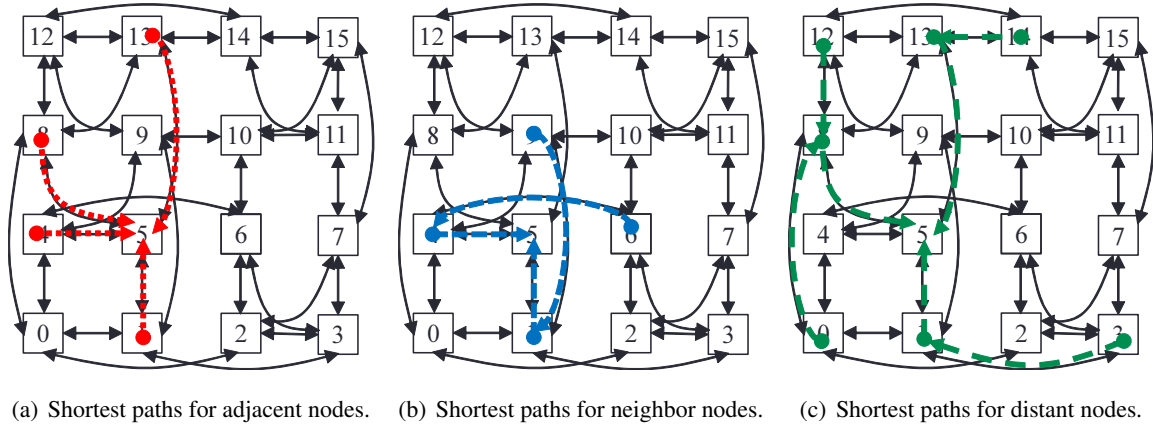 12 13 14 15
8 9 10 11
4 5 6 7
0 2 3
(a) Shortest paths for adjacent nodes.
12 13 14 15
8 9 10 11
5 6 7
0 2 3
(b) Shortest paths for neighbor nodes.
12 13 14 15
9 10 11
4 5 6 7
0 2 3
(c) Shortest paths for distant nodes.